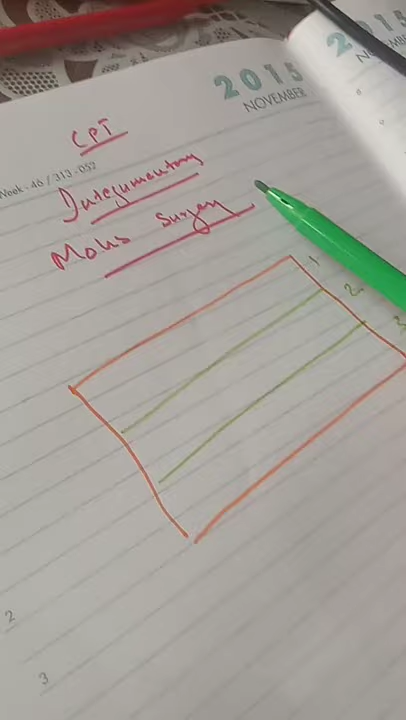 2015
NOVEMBER
CPT
Week - 46 / 313 - 052
Integumentary
Mohs Surgery
1
2
3
2
3